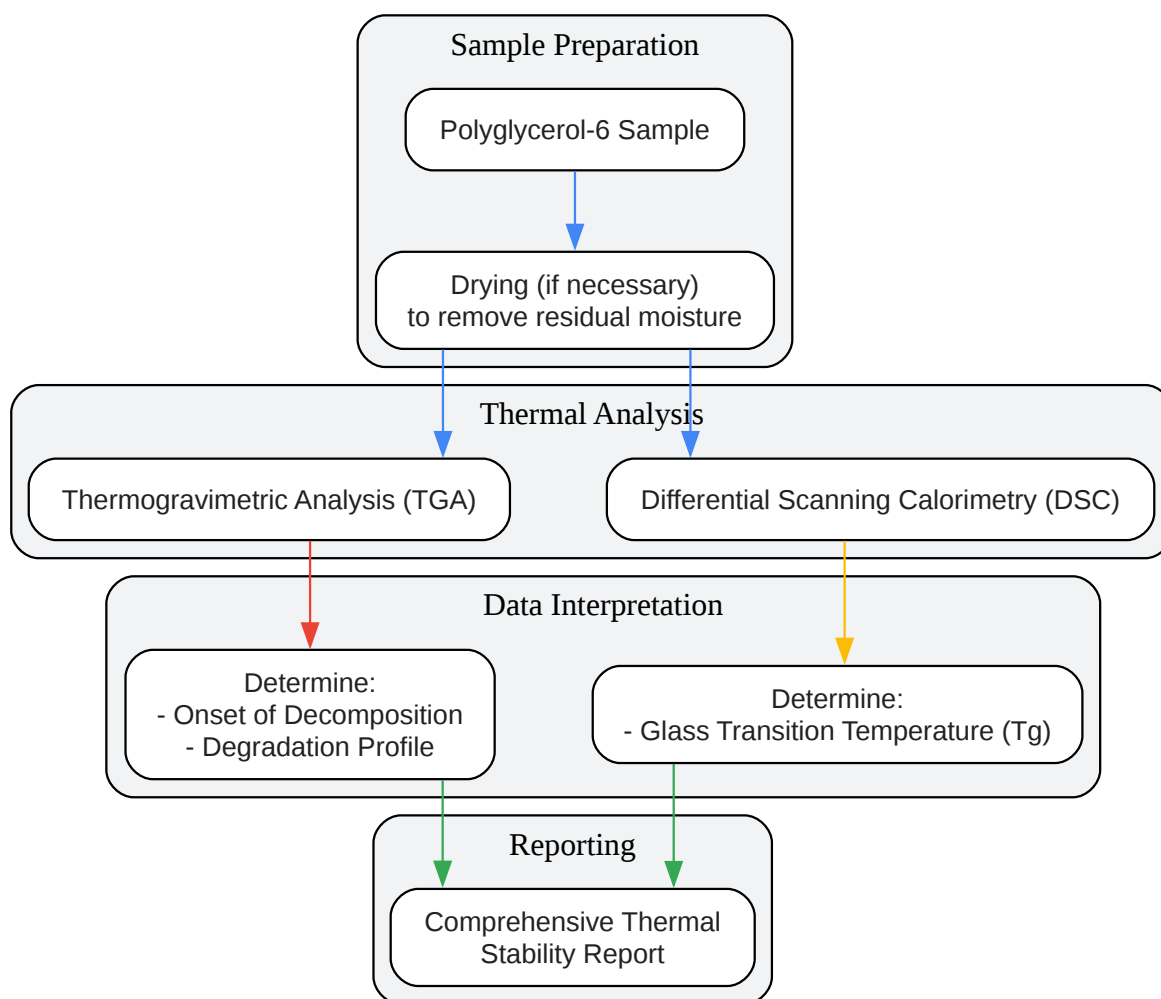 Sample Preparation
Polyglycerol-6 Sample
Drying (if necessary)
to remove residual moisture
Thermal Analysis
Thermogravimetric Analysis (TGA)
Differential Scanning Calorimetry (DSC)
Data Interpretation
Determine:
- Onset of Decomposition
- Degradation Profile
Determine:
- Glass Transition Temperature (Tg)
Reporting
Comprehensive Thermal
Stability Report